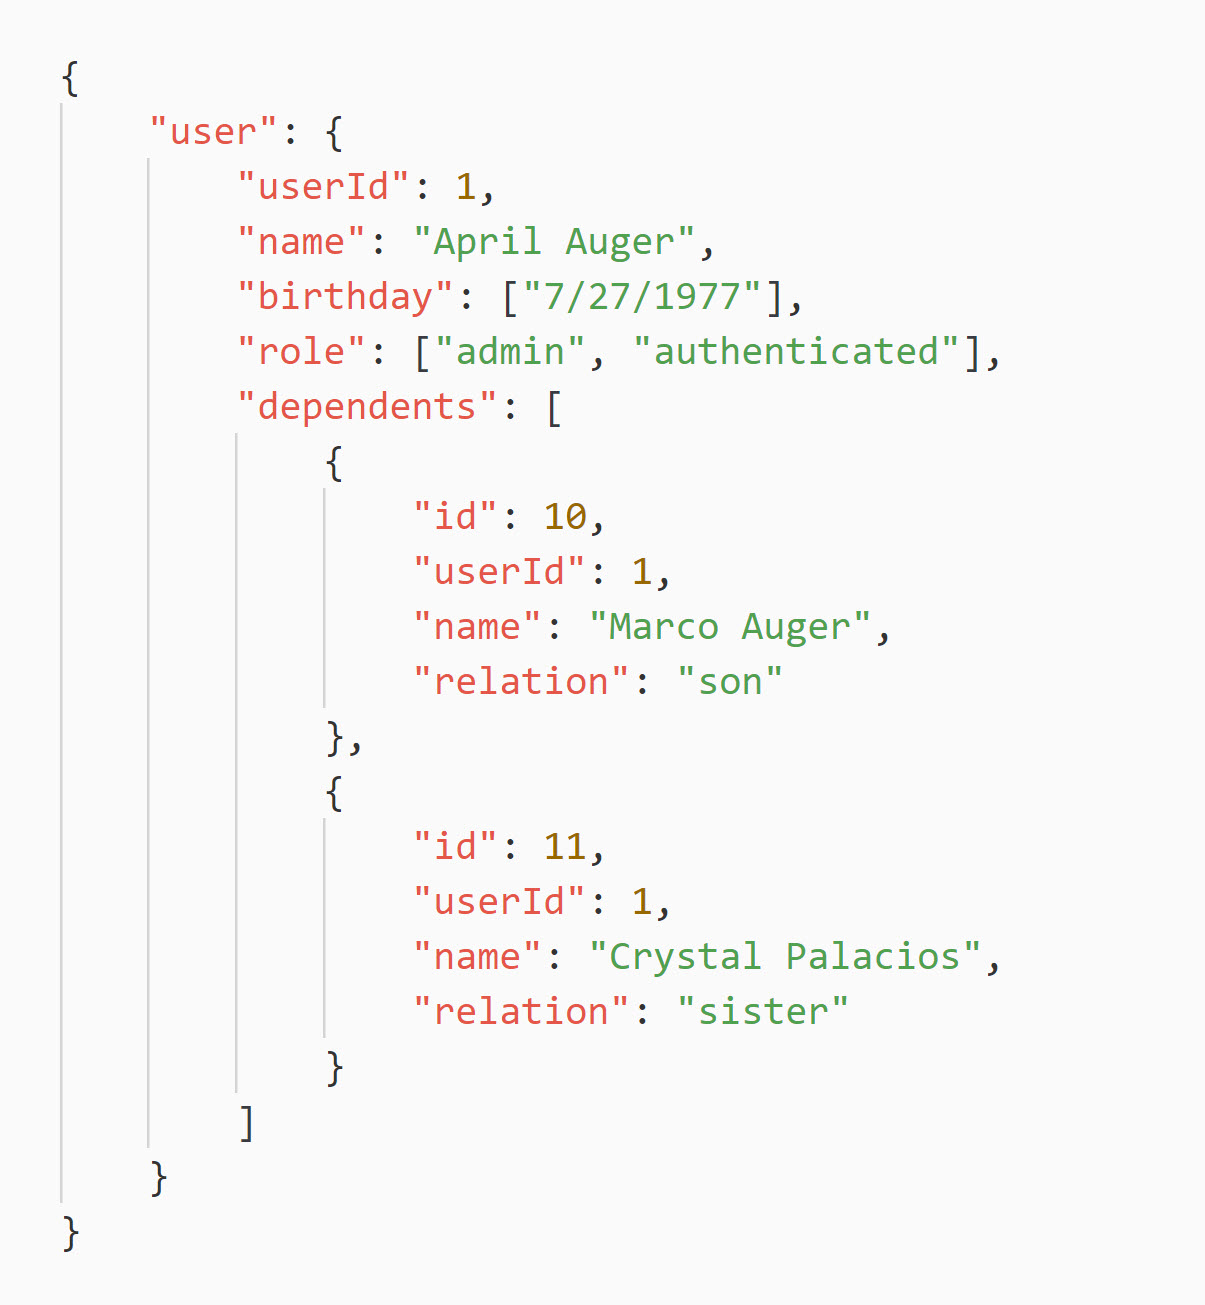 {
    "user": {
        "userId": 1,
        "name": "April Auger",
        "birthday": ["7/27/1977"],
        "role": ["admin", "authenticated"],
        "dependents": [
            {
                "id": 10,
                "userId": 1,
                "name": "Marco Auger",
                "relation": "son"
            },
            {
                "id": 11,
                "userId": 1,
                "name": "Crystal Palacios",
                "relation": "sister"
            }
        ]
    }
}